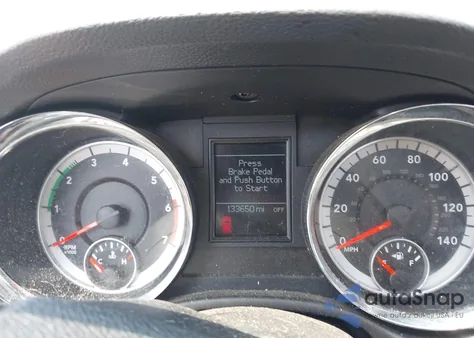 Press
Brake Pedal
and Push Button
to Start
133650 mi OFF
1 2 3 4 5 6 7
RPM
C H
0 20 40 60 80 100 120 140
MPH
F
autoSnap